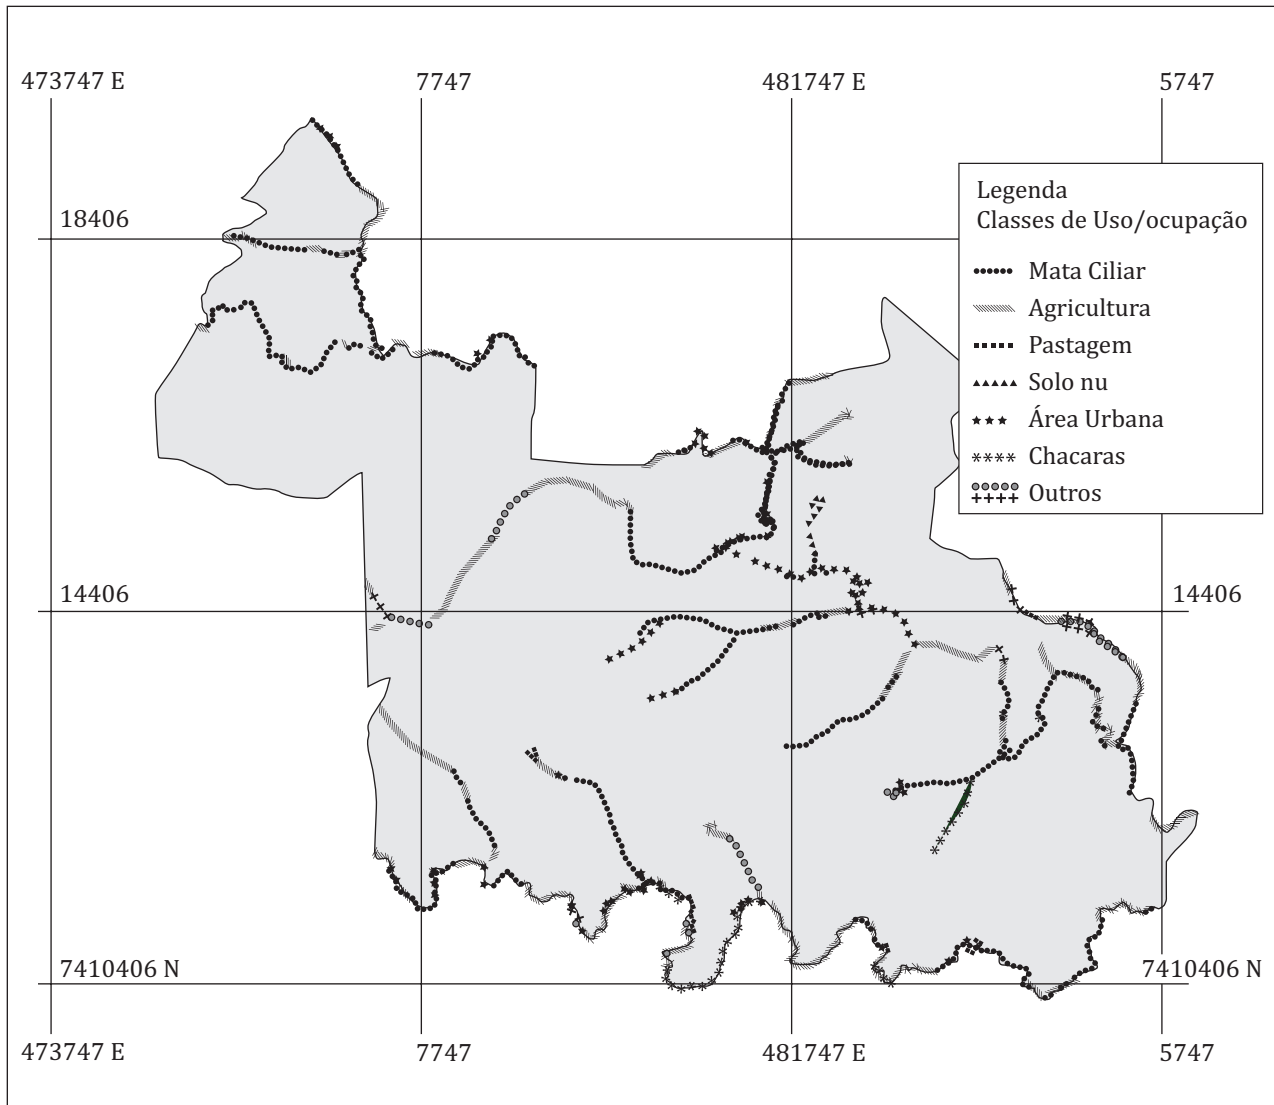 473747 E 7747 481747 E 5747
Legenda
Classes de Uso/ocupação
18406
Mata Ciliar
Agricultura
Pastagem
Solo nu
Área Urbana
Chacaras
Outros
14406 14406
7410406 N 7410406 N
473747 E 7747 481747 E 5747